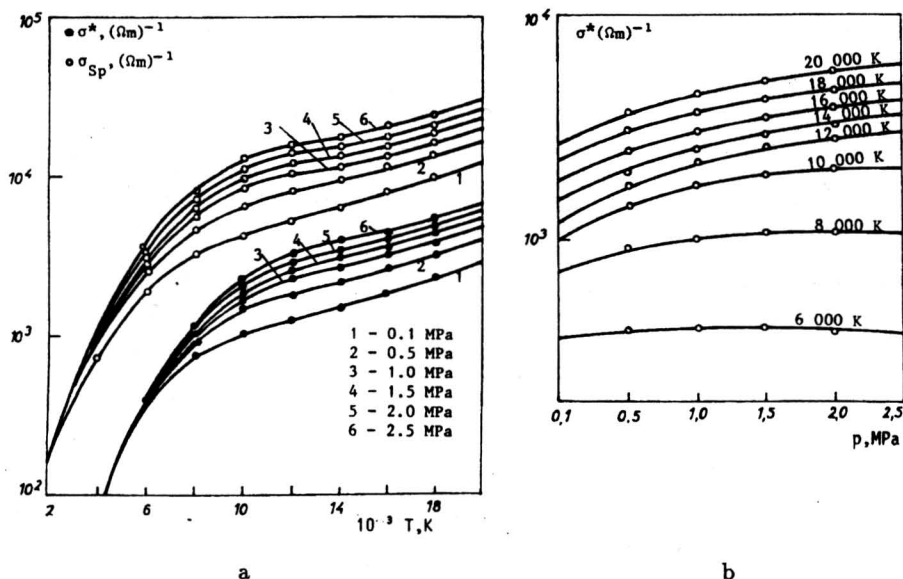 10⁵
● σ*, (Ωm)⁻¹
○ σSp, (Ωm)⁻¹
3
4
5
6
10⁴
2
1
3
4
5
6
2
1
10³
1 - 0.1 MPa
2 - 0.5 MPa
3 - 1.0 MPa
4 - 1.5 MPa
5 - 2.0 MPa
6 - 2.5 MPa
10²
2 6 10 14 18
10⁻³ T,K
a
10⁴
σ*(Ωm)⁻¹
20 000 K
18 000 K
16 000 K
14 000 K
12 000 K
10 000 K
10³
8 000 K
6 000 K
0,1 0,5 1,0 1,5 2,0 2,5
p,MPa
b